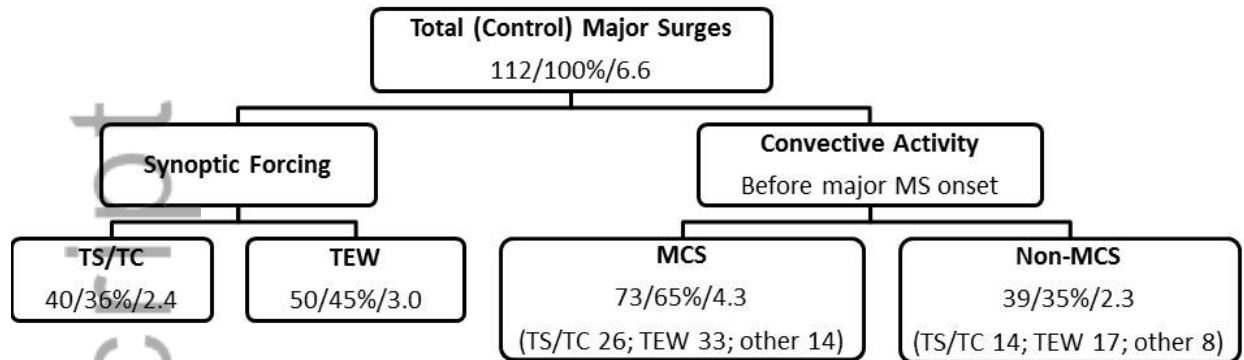 Total (Control) Major Surges
112/100%/6.6
Synoptic Forcing
Convective Activity
Before major MS onset
TS/TC
40/36%/2.4
TEW
50/45%/3.0
MCS
73/65%/4.3
(TS/TC 26; TEW 33; other 14)
Non-MCS
39/35%/2.3
(TS/TC 14; TEW 17; other 8)
cript